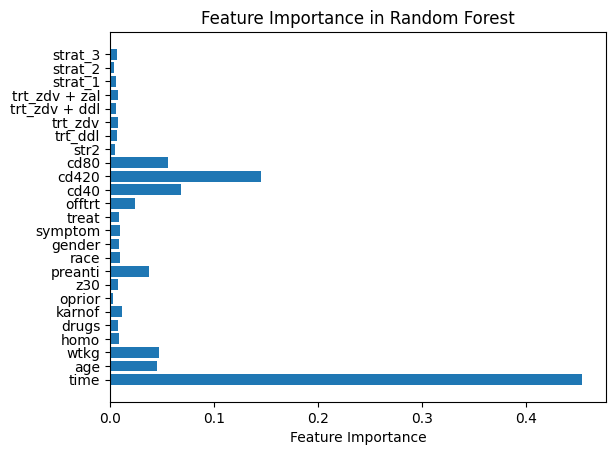 Feature Importance in Random Forest
strat_3
strat_2
strat_1
trt_zdv + zal
trt_zdv + ddl
trt_zdv
trt_ddl
str2
cd80
cd420
cd40
offtrt
treat
symptom
gender
race
preanti
z30
oprior
karnof
drugs
homo
wtkg
age
time
0.0 0.1 0.2 0.3 0.4
Feature Importance